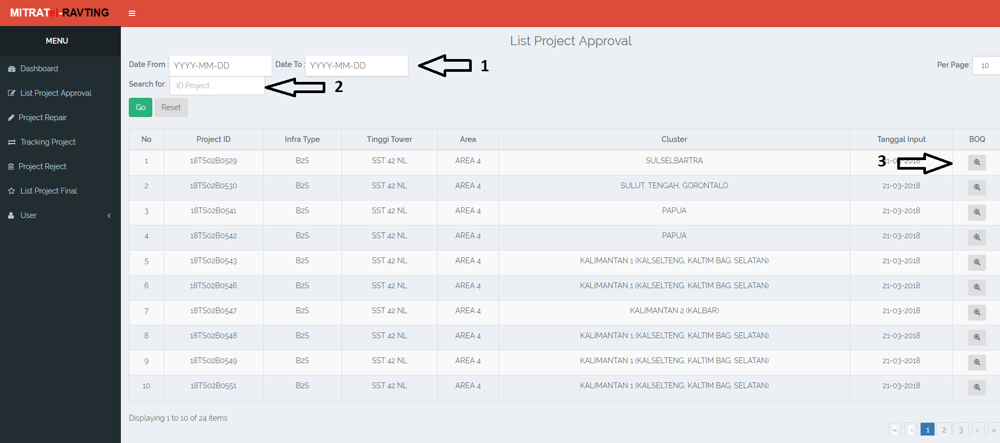 MITRATel-RAVTING
MENU
Dashboard
List Project Approval
Project Repair
Tracking Project
Project Reject
List Project Final
User
List Project Approval
Date From : YYYY-MM-DD Date To : YYYY-MM-DD 1
Per Page: 10
Search for: ID Project 2
Go Reset
No Project ID Infra Type Tinggi Tower Area Cluster Tanggal Input BOQ
1 18TS02B0529 B2S SST 42 NL AREA 4 SULSELBARTRA 21-03-2018 3
2 18TS02B0530 B2S SST 42 NL AREA 4 SULUT, TENGAH, GORONTALO 21-03-2018
3 18TS02B0541 B2S SST 42 NL AREA 4 PAPUA 21-03-2018
4 18TS02B0542 B2S SST 42 NL AREA 4 PAPUA 21-03-2018
5 18TS02B0543 B2S SST 42 NL AREA 4 KALIMANTAN 1 (KALSELTENG, KALTIM BAG. SELATAN) 21-03-2018
6 18TS02B0546 B2S SST 42 NL AREA 4 KALIMANTAN 1 (KALSELTENG, KALTIM BAG. SELATAN) 21-03-2018
7 18TS02B0547 B2S SST 42 NL AREA 4 KALIMANTAN 2 (KALBAR) 21-03-2018
8 18TS02B0548 B2S SST 42 NL AREA 4 KALIMANTAN 1 (KALSELTENG, KALTIM BAG. SELATAN) 21-03-2018
9 18TS02B0549 B2S SST 42 NL AREA 4 KALIMANTAN 1 (KALSELTENG, KALTIM BAG. SELATAN) 21-03-2018
10 18TS02B0551 B2S SST 42 NL AREA 4 KALIMANTAN 1 (KALSELTENG, KALTIM BAG. SELATAN) 21-03-2018
Displaying 1 to 10 of 24 items
« ‹ 1 2 3 › »